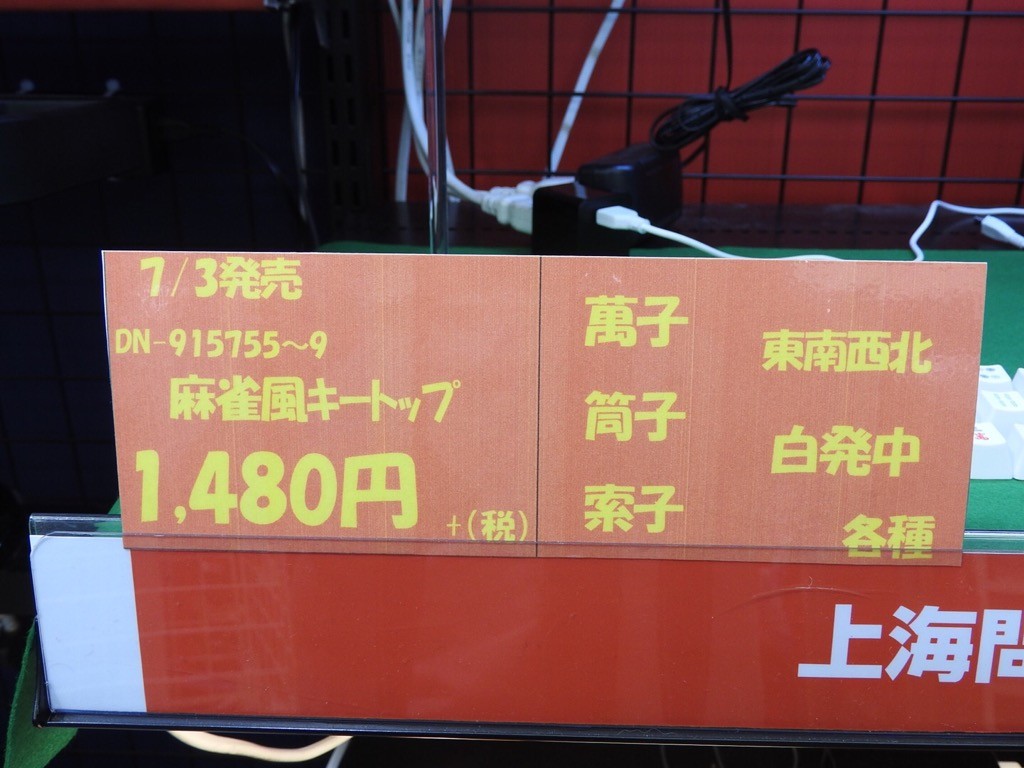 7/3発売
DN-915755～9
麻雀風キートップ
1,480円 +(税)
萬子
筒子
索子
東南西北
白発中
各種
上海問